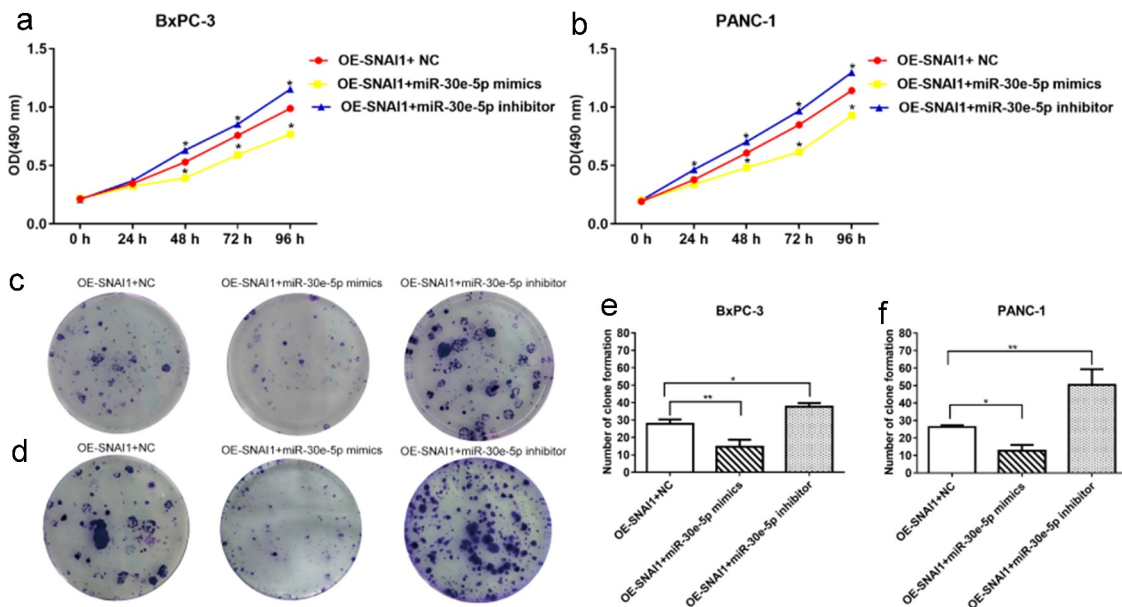 a
BxPC-3
OE-SNAI1+ NC
OE-SNAI1+miR-30e-5p mimics
OE-SNAI1+miR-30e-5p inhibitor
OD(490 nm)
1.5
1.0
0.5
0.0
0 h 24 h 48 h 72 h 96 h
* * * * * *
b
PANC-1
OE-SNAI1+ NC
OE-SNAI1+miR-30e-5p mimics
OE-SNAI1+miR-30e-5p inhibitor
OD(490 nm)
1.5
1.0
0.5
0.0
0 h 24 h 48 h 72 h 96 h
* * * * * * *
c
OE-SNAI1+NC OE-SNAI1+miR-30e-5p mimics OE-SNAI1+miR-30e-5p inhibitor
d
OE-SNAI1+NC OE-SNAI1+miR-30e-5p mimics OE-SNAI1+miR-30e-5p inhibitor
e
BxPC-3
Number of clone formation
80
70
60
50
40
30
20
10
0
*
**
OE-SNAI1+NC
OE-SNAI1+miR-30e-5p mimics
OE-SNAI1+miR-30e-5p inhibitor
f
PANC-1
Number of clone formation
80
70
60
50
40
30
20
10
0
**
*
OE-SNAI1+NC
OE-SNAI1+miR-30e-5p mimics
OE-SNAI1+miR-30e-5p inhibitor